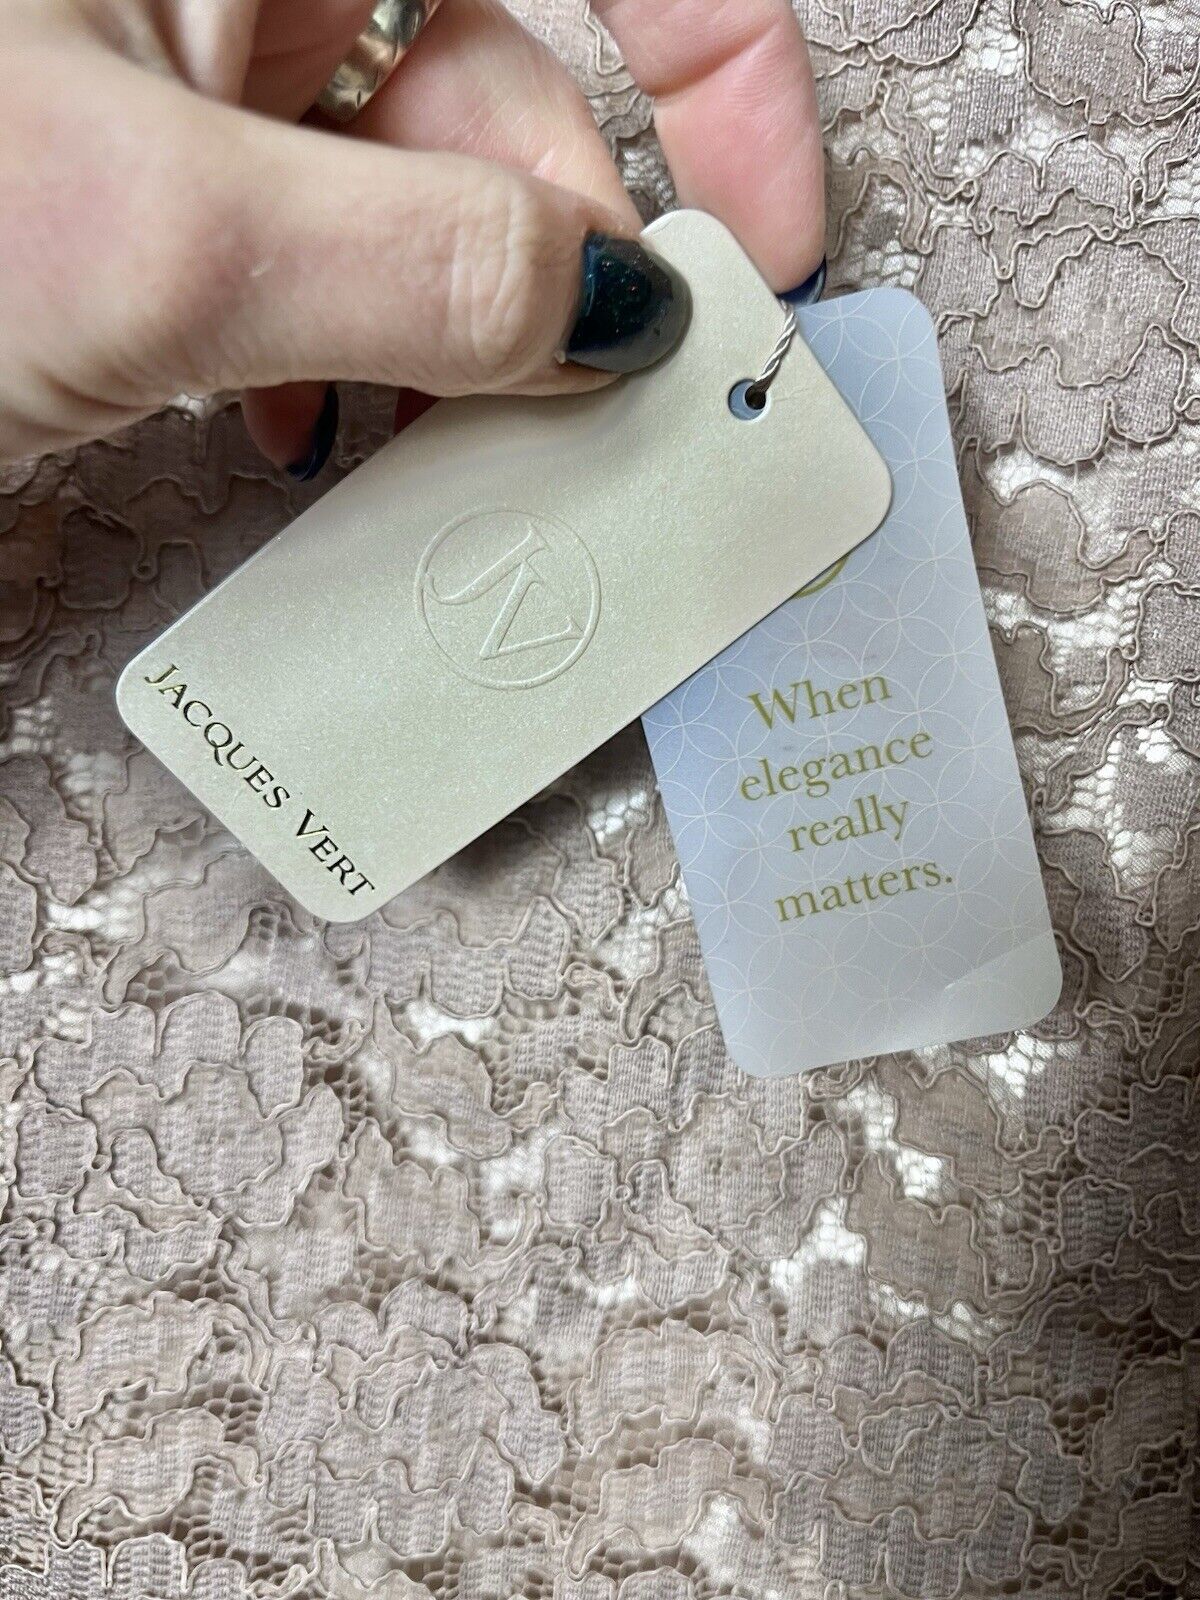 JV
JACQUES VERT
When
elegance
really
matters.